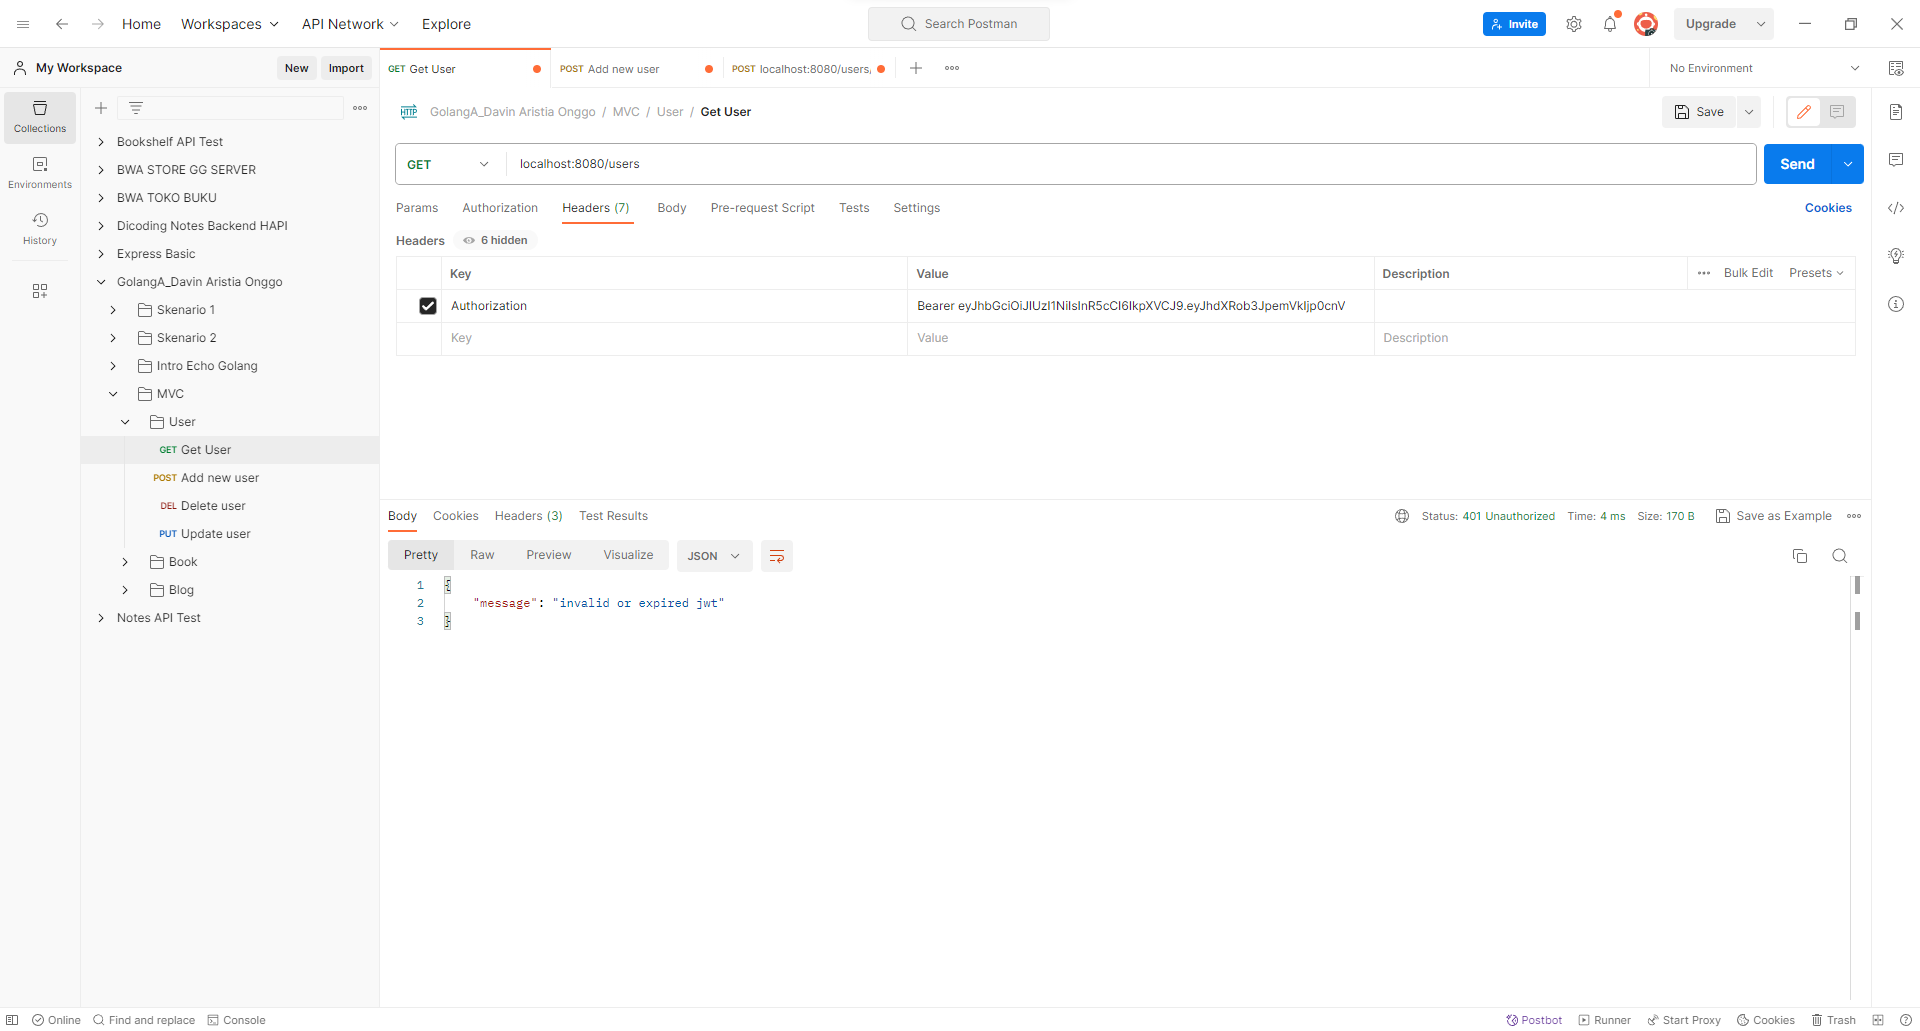 Home
Workspaces
API Network
Explore
Search Postman
Invite
Upgrade
My Workspace
New
Import
GET Get User
POST Add new user
POST localhost:8080/users,
No Environment
Collections
Environments
History
Bookshelf API Test
BWA STORE GG SERVER
BWA TOKO BUKU
Dicoding Notes Backend HAPI
Express Basic
GolangA_Davin Aristia Onggo
Skenario 1
Skenario 2
Intro Echo Golang
MVC
User
GET Get User
POST Add new user
DEL Delete user
PUT Update user
Book
Blog
Notes API Test
HTTP GolangA_Davin Aristia Onggo / MVC / User / Get User
Save
GET
localhost:8080/users
Send
Params
Authorization
Headers (7)
Body
Pre-request Script
Tests
Settings
Cookies
Headers
6 hidden
Key
Value
Description
Bulk Edit
Presets
Authorization
Bearer eyJhbGciOiJIUzI1NiIsInR5cCI6IkpXVCJ9.eyJhdXRob3JpemVkIjp0cnV
Key
Value
Description
Body
Cookies
Headers (3)
Test Results
Status: 401 Unauthorized
Time: 4 ms
Size: 170 B
Save as Example
Pretty
Raw
Preview
Visualize
JSON
1 {
2 "message": "invalid or expired jwt"
3 }
Online
Find and replace
Console
Postbot
Runner
Start Proxy
Cookies
Trash